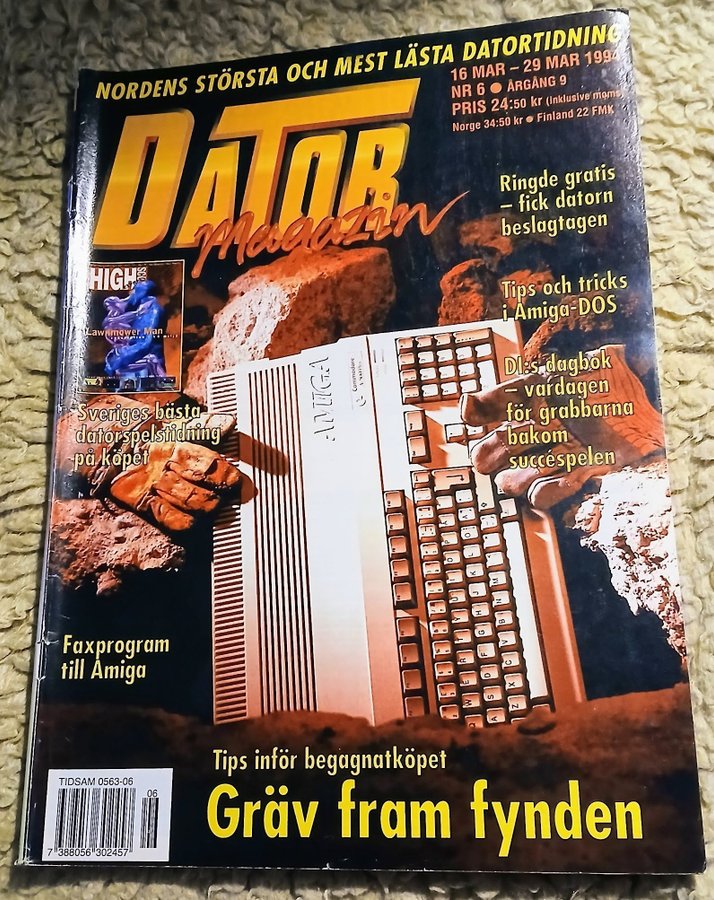 NORDENS STÖRSTA OCH MEST LÄSTA DATORTIDNING
16 MAR – 29 MAR 1994
NR 6 ● ÅRGÅNG 9
PRIS 24:50 kr (Inklusive moms
Norge 34:50 kr ● Finland 22 FMK
DATOR
Magazin
Ringde gratis
– fick datorn
beslagtagen
HIGH
SCORE
Lawnmower Man
Tips och tricks
i Amiga-DOS
Sveriges bästa
datorspelstidning
på köpet
DI:s dagbok
– vardagen
för grabbarna
bakom
succéspelen
AMIGA
Commodore
Faxprogram
till Amiga
Tips inför begagnatköpet
Gräv fram fynden
TIDSAM 0563-06
06
7 388056 302457